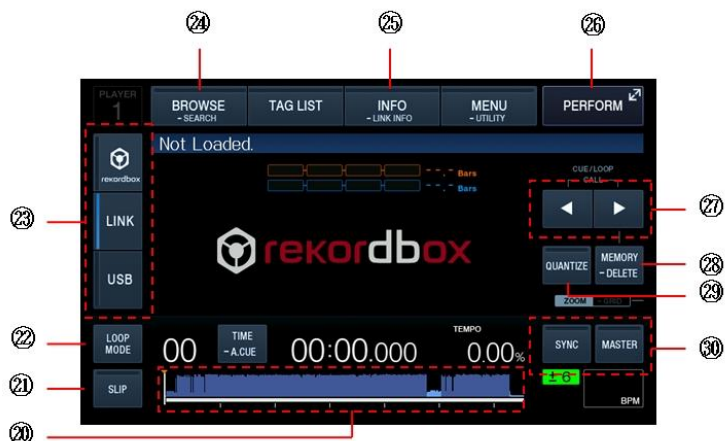 ㉔ ㉕ ㉖
PLAYER
1
BROWSE
- SEARCH
TAG LIST
INFO
- LINK INFO
MENU
- UTILITY
PERFORM
Not Loaded.
--.- Bars
--.- Bars
CUE/LOOP
CALL
rekordbox
㉓
LINK
USB
rekordbox
◀ ▶
㉗
QUANTIZE
MEMORY
- DELETE
㉘
㉙
ZOOM - GRID
㉒
LOOP
MODE
00
TIME
- A.CUE
00:00.000
TEMPO
0.00%
SYNC
MASTER
㉚
㉑
SLIP
±6
BPM
⑳